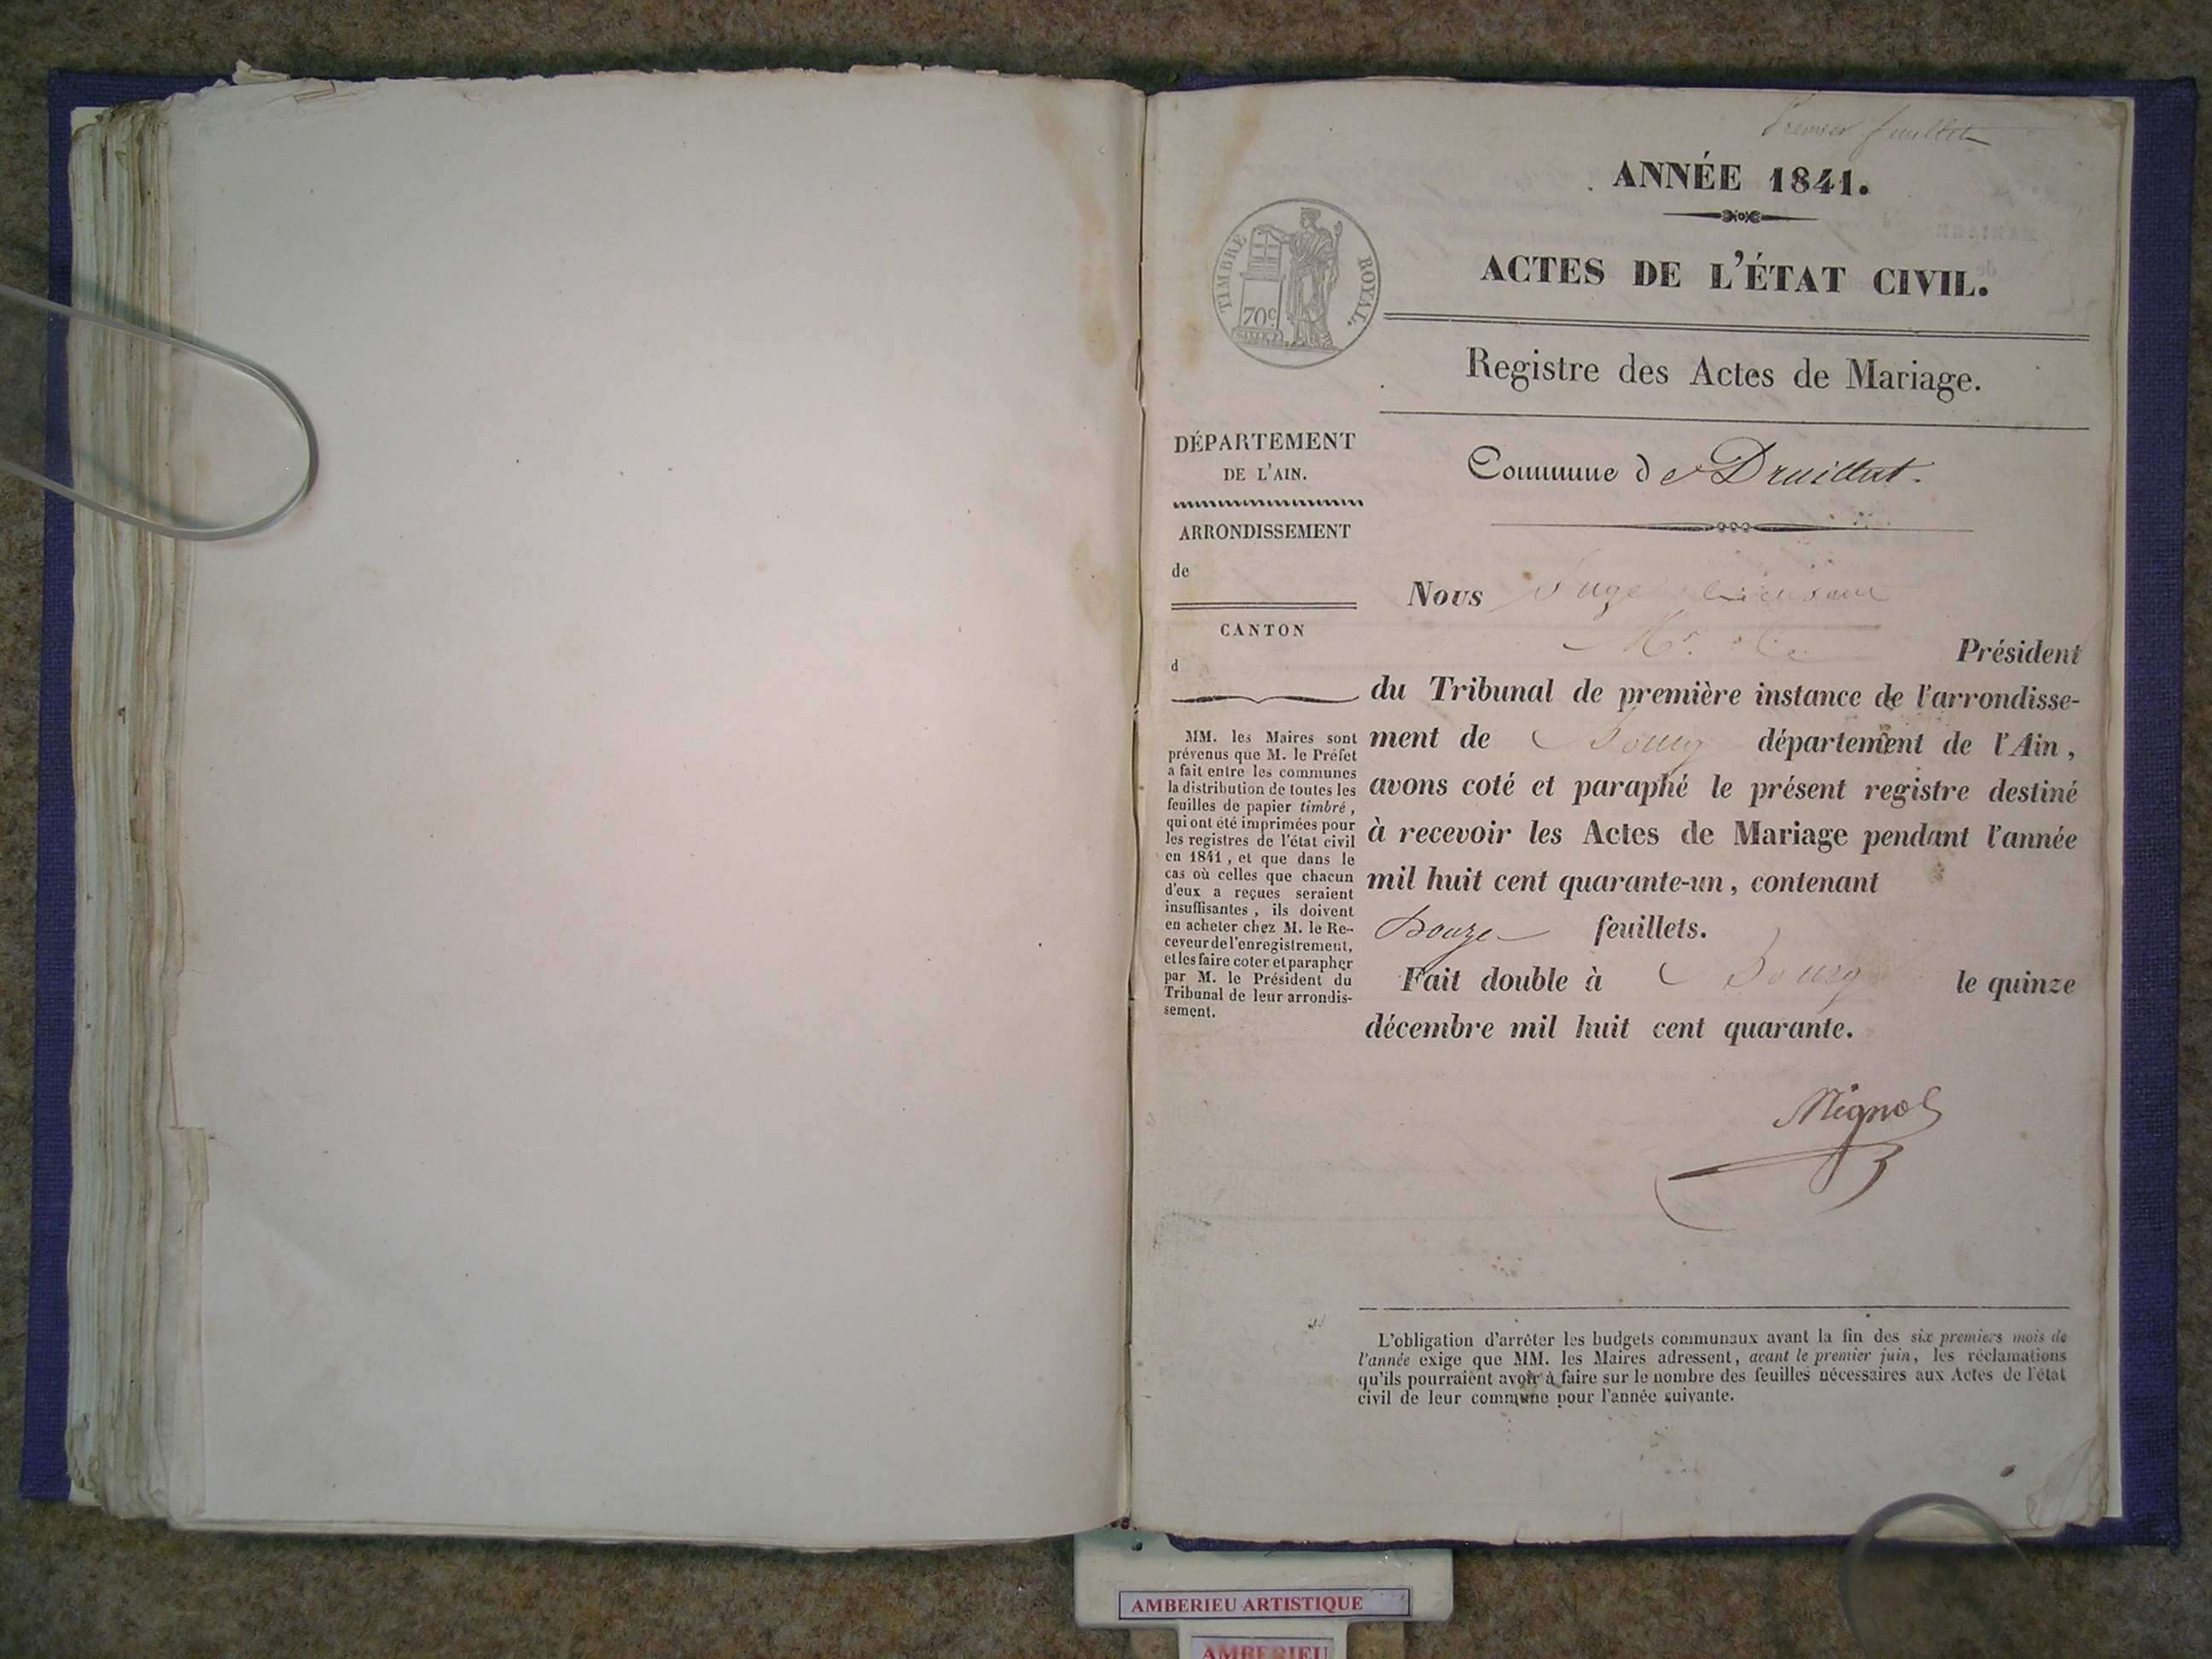 Premier feuillet
ANNÉE 1841.
ACTES DE L'ÉTAT CIVIL.
TIMBRE ROYAL.
70 c
Registre des Actes de Mariage.
DÉPARTEMENT
DE L'AIN.
ARRONDISSEMENT
de
CANTON
d
MM. les Maires sont
prévenus que M. le Préfet
a fait entre les communes
la distribution de toutes les
feuilles de papier timbré,
qui ont été imprimées pour
les registres de l'état civil
en 1841, et que dans le
cas où celles que chacun
d'eux a reçues seraient
insuffisantes, ils doivent
en acheter chez M. le Re-
ceveur de l'enregistrement,
et les faire coter et parapher
par M. le Président du
Tribunal de leur arrondis-
sement.
Commune de Druillat.
Nous Juge
Président
du Tribunal de première instance de l'arrondisse-
ment de Bourg département de l'Ain,
avons coté et paraphé le présent registre destiné
à recevoir les Actes de Mariage pendant l'année
mil huit cent quarante-un, contenant
Douze feuillets.
Fait double à Bourg le quinze
décembre mil huit cent quarante.
L'obligation d'arrêter les budgets communaux avant la fin des six premiers mois de
l'année exige que MM. les Maires adressent, avant le premier juin, les réclamations
qu'ils pourraient avoir à faire sur le nombre des feuilles nécessaires aux Actes de l'état
civil de leur commune pour l'année suivante.
AMBERIEU ARTISTIQUE
AMBERIEU